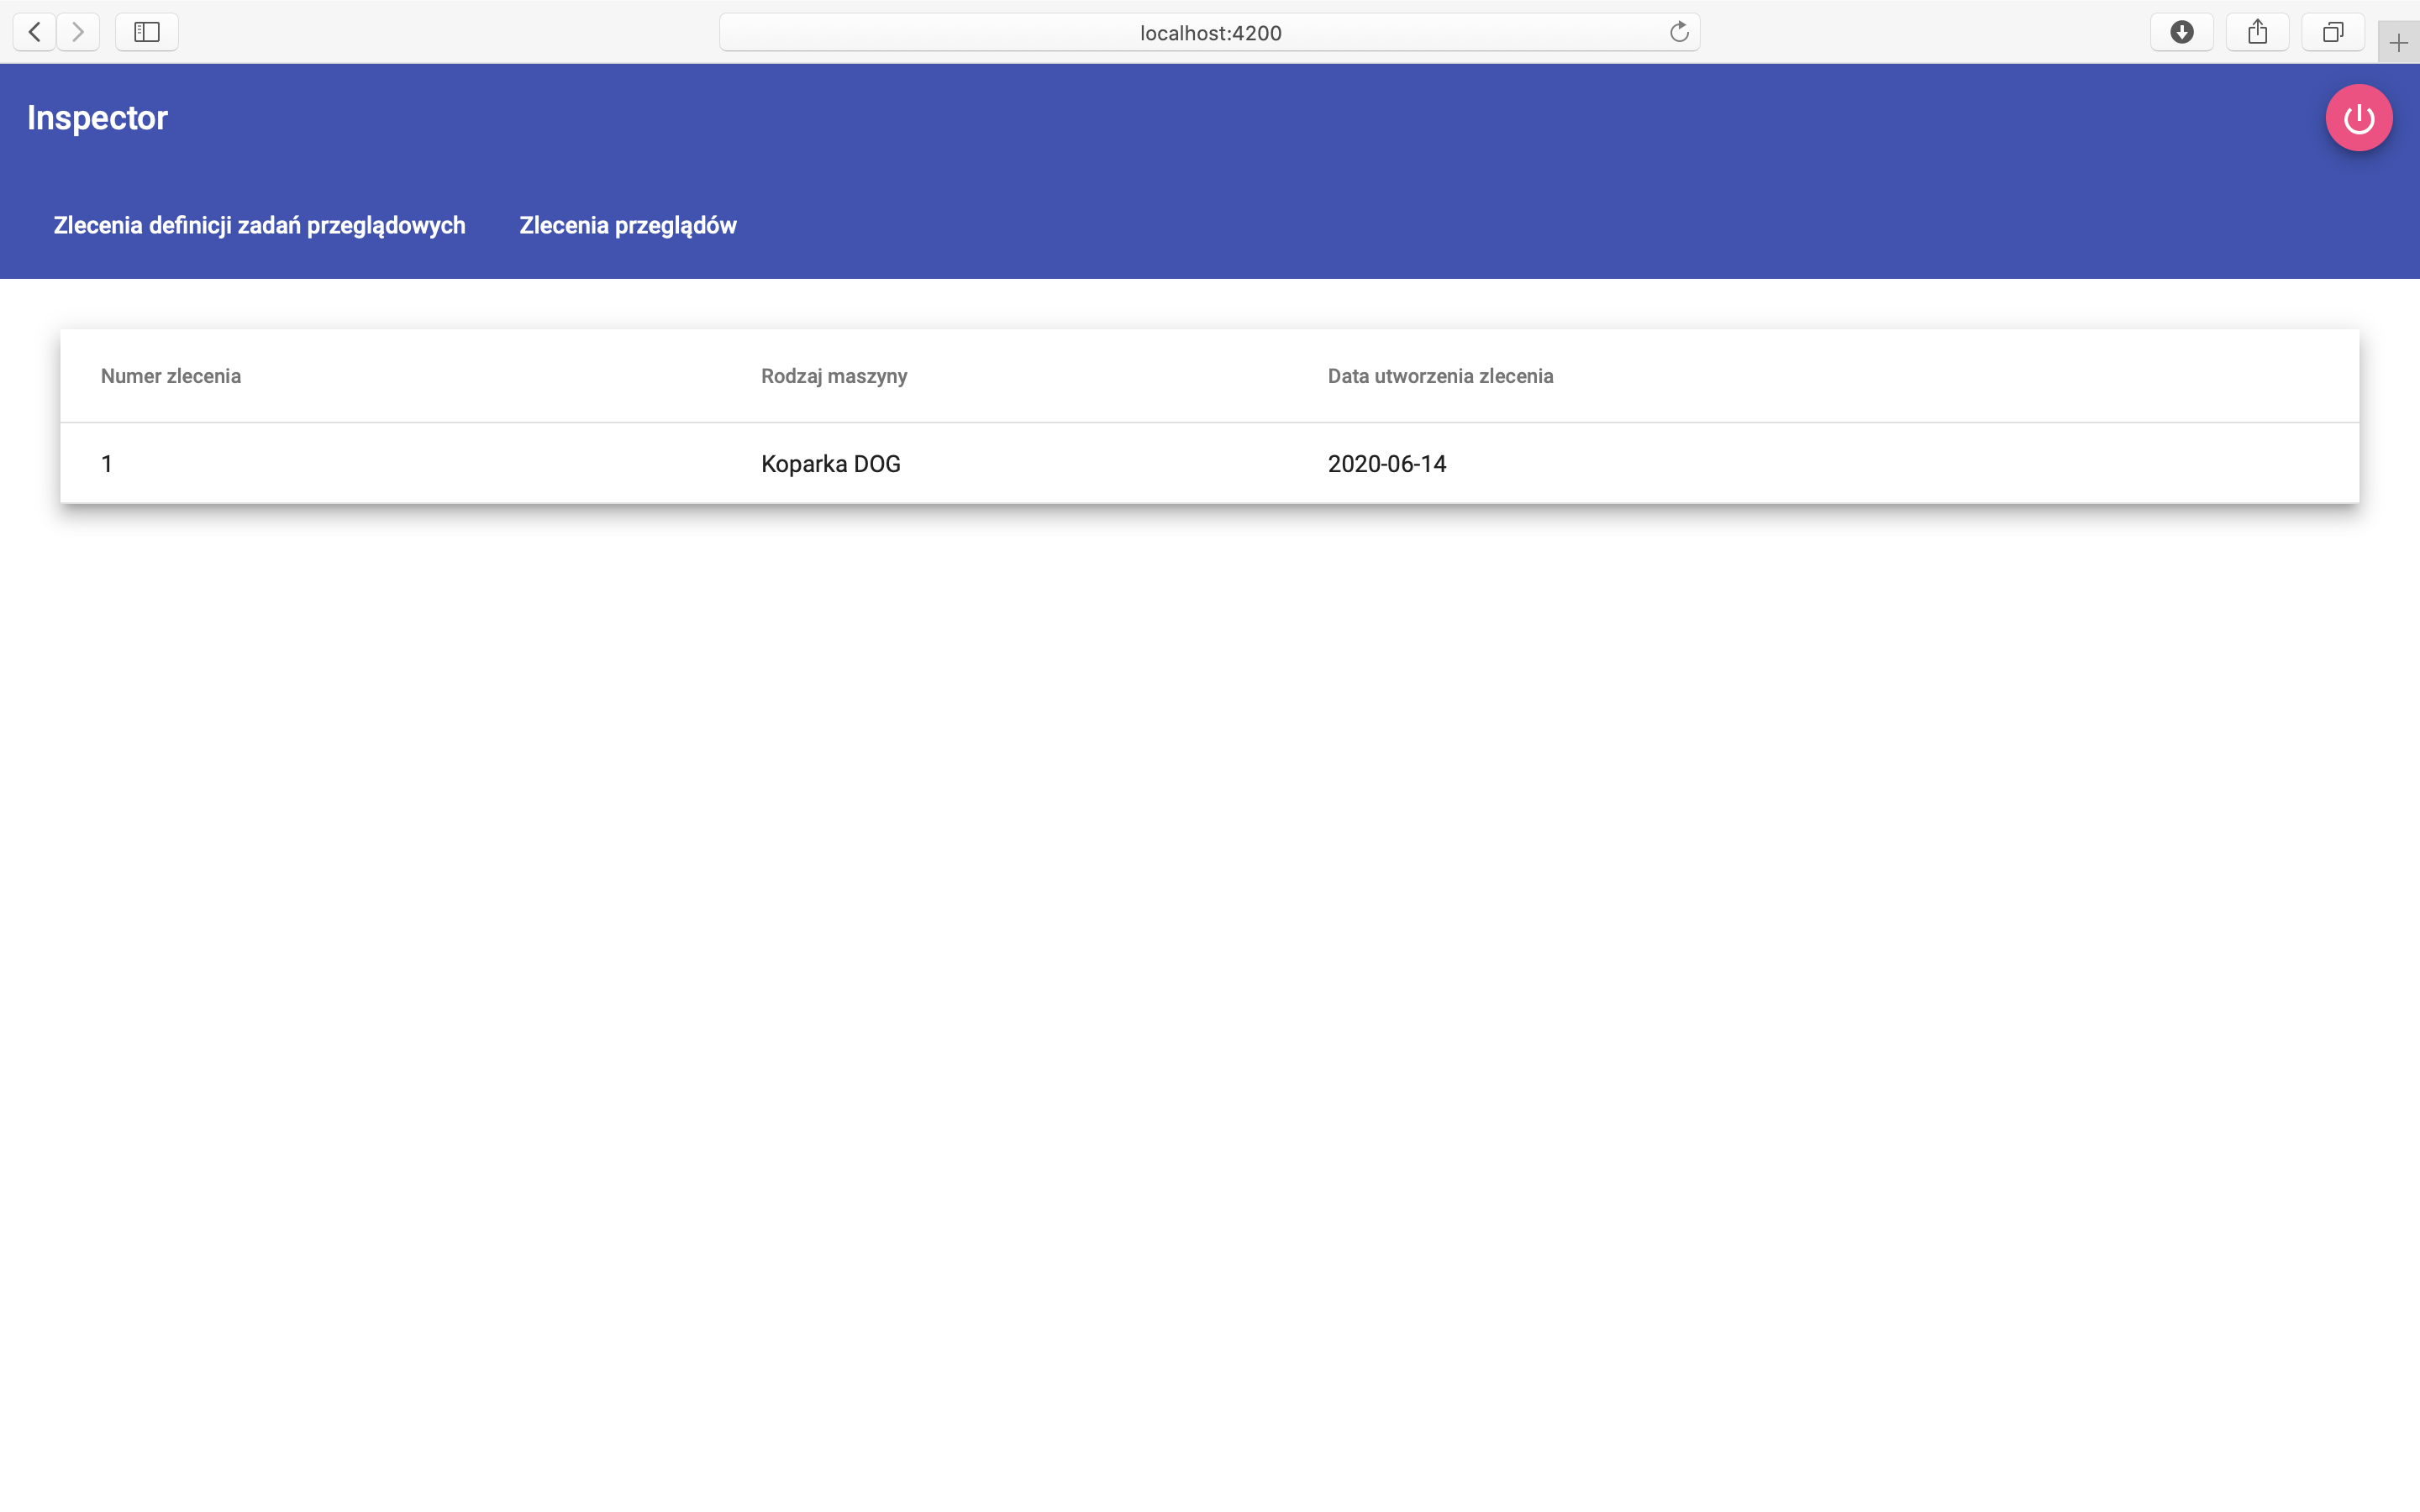 localhost:4200
Inspector
Zlecenia definicji zadań przeglądowych Zlecenia przeglądów
Numer zlecenia Rodzaj maszyny Data utworzenia zlecenia
1 Koparka DOG 2020-06-14